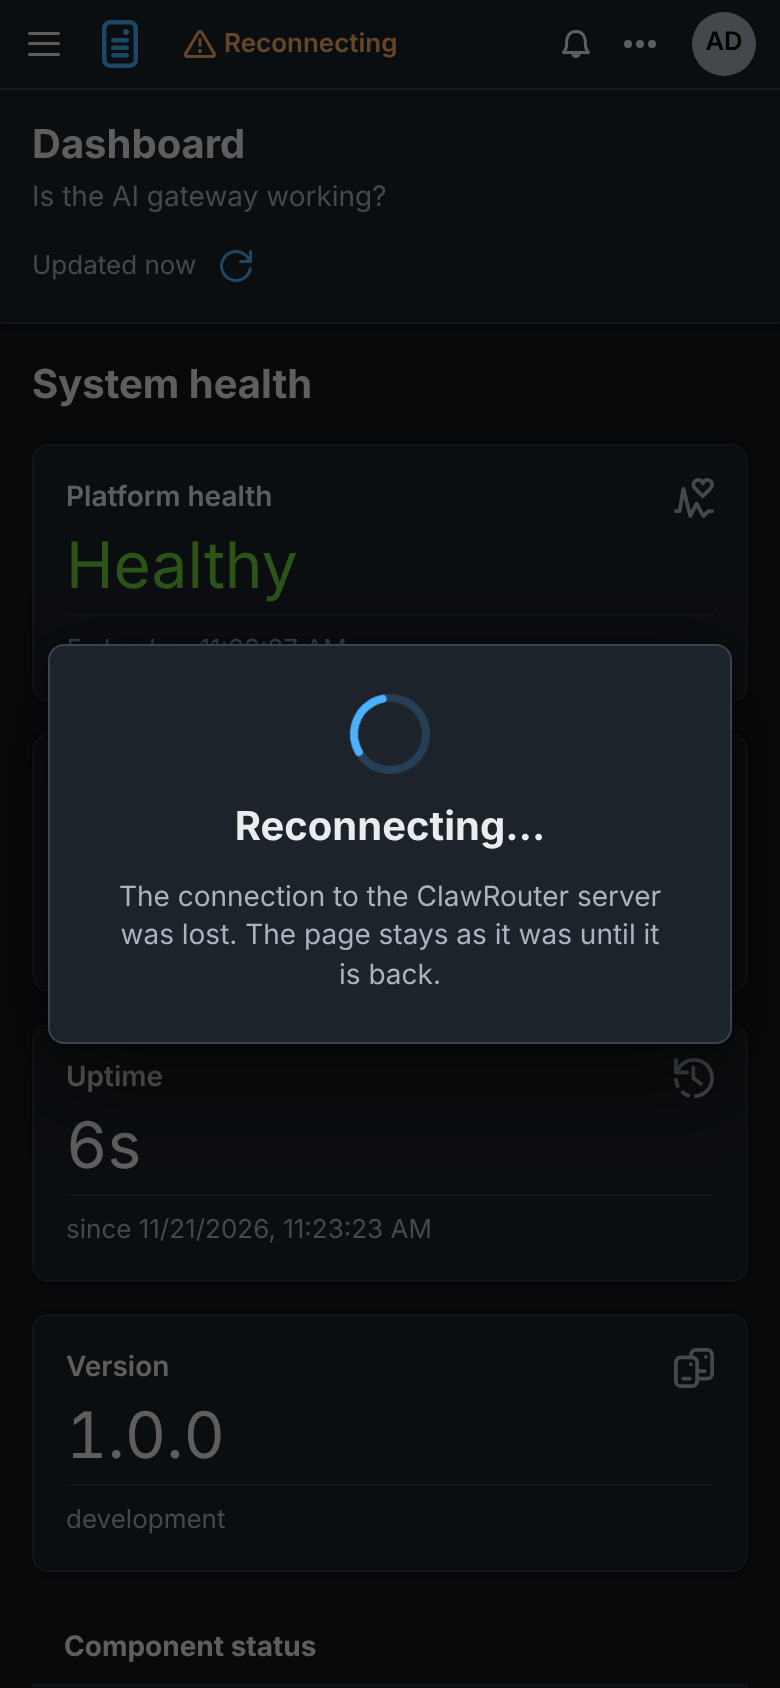 Reconnecting
AD
Dashboard
Is the AI gateway working?
Updated now
System health
Platform health
Healthy
Reconnecting...
The connection to the ClawRouter server
was lost. The page stays as it was until it
is back.
Uptime
6s
since 11/21/2026, 11:23:23 AM
Version
1.0.0
development
Component status